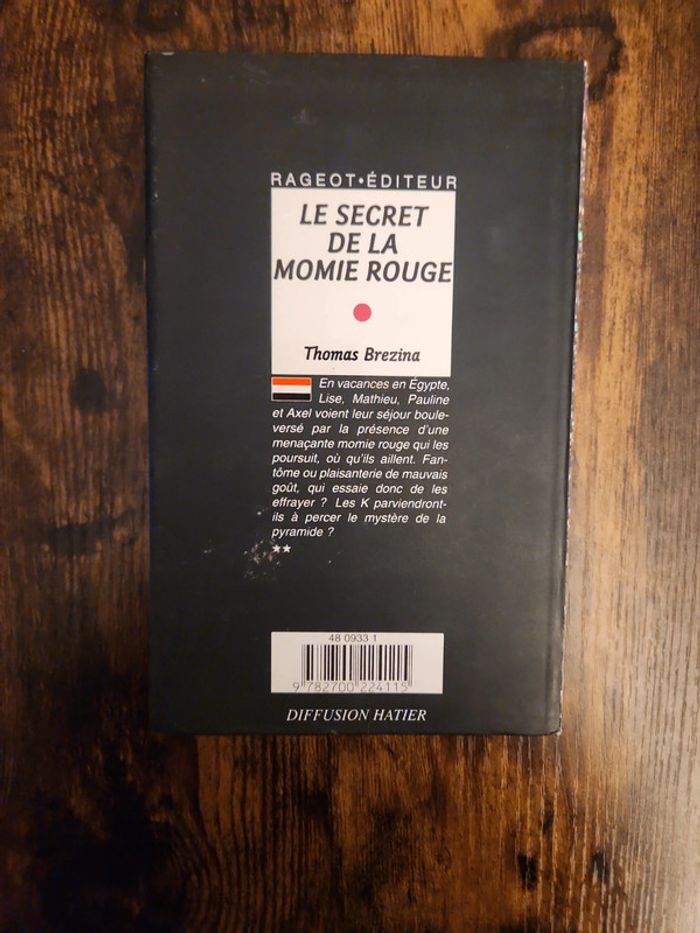 RAGEOT•ÉDITEUR
LE SECRET
DE LA
MOMIE ROUGE
Thomas Brezina
En vacances en Égypte,
Lise, Mathieu, Pauline
et Axel voient leur séjour boule-
versé par la présence d'une
menaçante momie rouge qui les
poursuit, où qu'ils aillent. Fan-
tôme ou plaisanterie de mauvais
goût, qui essaie donc de les
effrayer ? Les K parviendront-
ils à percer le mystère de la
pyramide ?
★★
48 0933 1
9 782700 224115
DIFFUSION HATIER